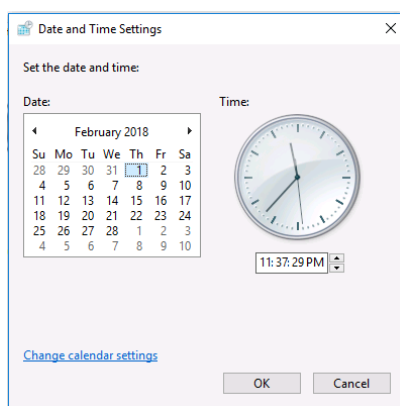 Date and Time Settings
Set the date and time:
Date:
Time:
February 2018
Su Mo Tu We Th Fr Sa
28 29 30 31 1 2 3
4 5 6 7 8 9 10
11 12 13 14 15 16 17
18 19 20 21 22 23 24
25 26 27 28 1 2 3
4 5 6 7 8 9 10
11:37:29 PM
Change calendar settings
OK
Cancel